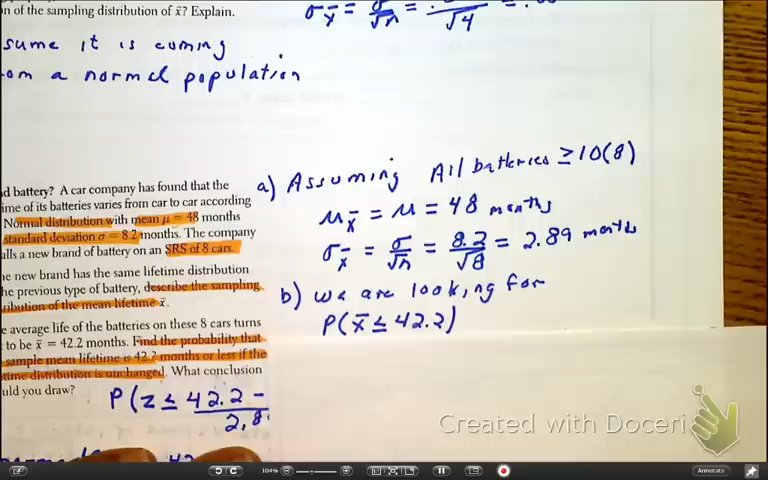 n of the sampling distribution of x̄? Explain.
σx̄ = σ/√n = /√4 =
sume it is coming
om a normal population
d battery? A car company has found that the
ime of its batteries varies from car to car according
Normal distribution with mean μ = 48 months
standard deviation σ = 8.2 months. The company
alls a new brand of battery on an SRS of 8 cars.
e new brand has the same lifetime distribution
he previous type of battery, describe the sampling
ribution of the mean lifetime x̄.
e average life of the batteries on these 8 cars turns
to be x̄ = 42.2 months. Find the probability that
sample mean lifetime is 42.2 months or less if the
time distribution is unchanged. What conclusion
uld you draw?
P(z ≤ 42.2 - / 2.8
a) Assuming All batteries ≥ 10(8)
μx̄ = μ = 48 months
σx̄ = σ/√n = 8.2/√8 = 2.89 months
b) we are looking for
P(x̄ ≤ 42.2)
Created with Doceri
104%
Annotate